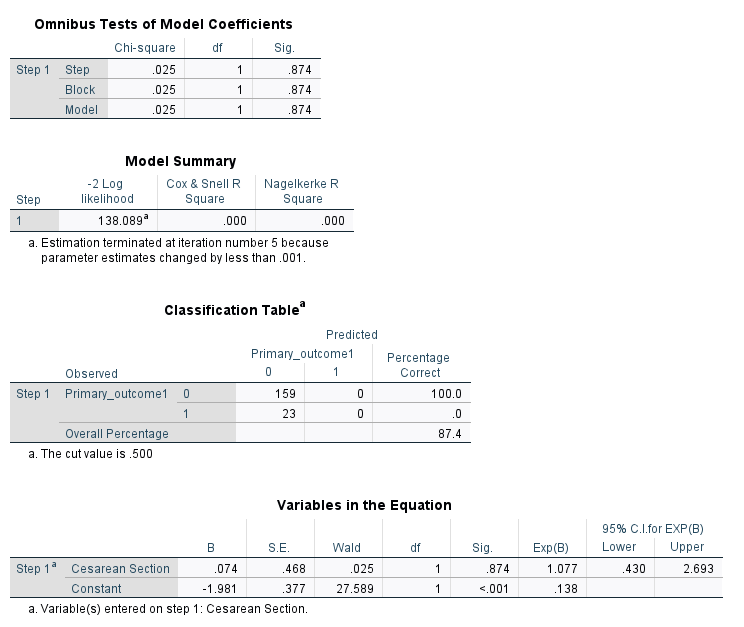 Omnibus Tests of Model Coefficients
Chi-square df Sig.
Step 1 Step .025 1 .874
Block .025 1 .874
Model .025 1 .874
Model Summary
Step -2 Log likelihood Cox & Snell R Square Nagelkerke R Square
1 138.089a .000 .000
a. Estimation terminated at iteration number 5 because
parameter estimates changed by less than .001.
Classification Tablea
Predicted
Primary_outcome1 Percentage Correct
Observed 0 1
Step 1 Primary_outcome1 0 159 0 100.0
1 23 0 .0
Overall Percentage 87.4
a. The cut value is .500
Variables in the Equation
95% C.I.for EXP(B)
B S.E. Wald df Sig. Exp(B) Lower Upper
Step 1a Cesarean Section .074 .468 .025 1 .874 1.077 .430 2.693
Constant -1.981 .377 27.589 1 <.001 .138
a. Variable(s) entered on step 1: Cesarean Section.